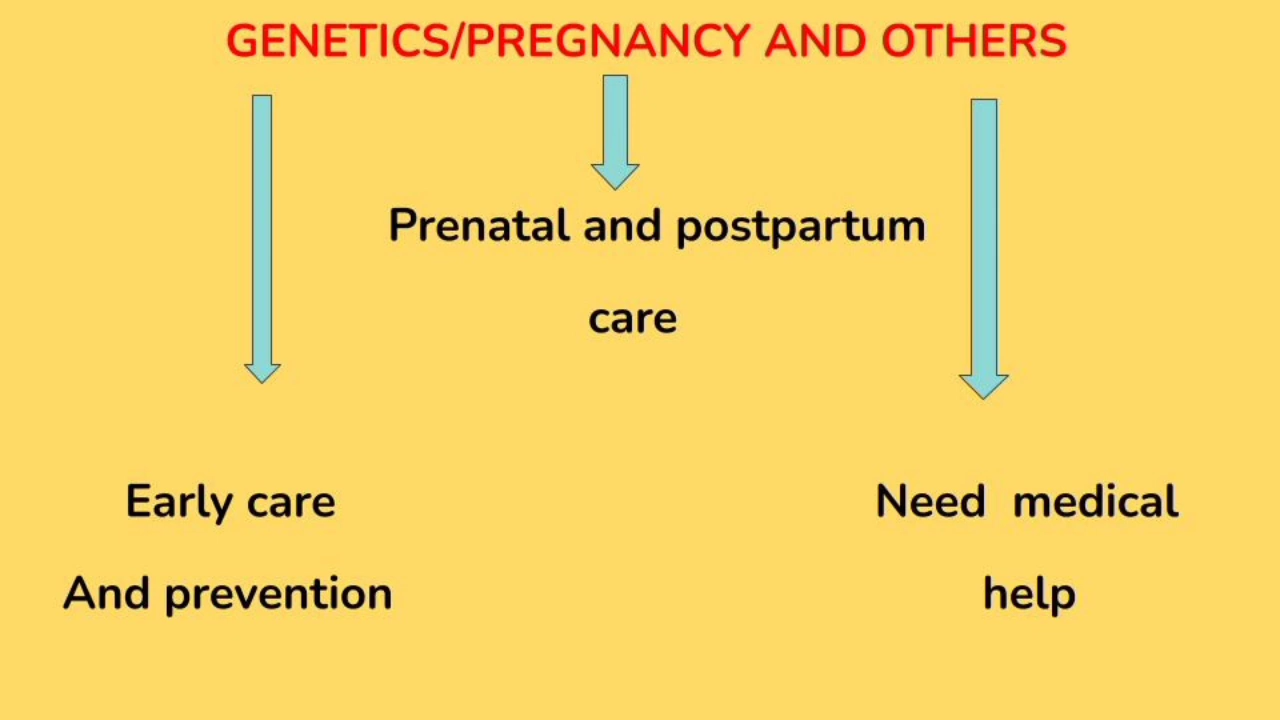 GENETICS/PREGNANCY AND OTHERS
Prenatal and postpartum
care
Early care
And prevention
Need  medical
help